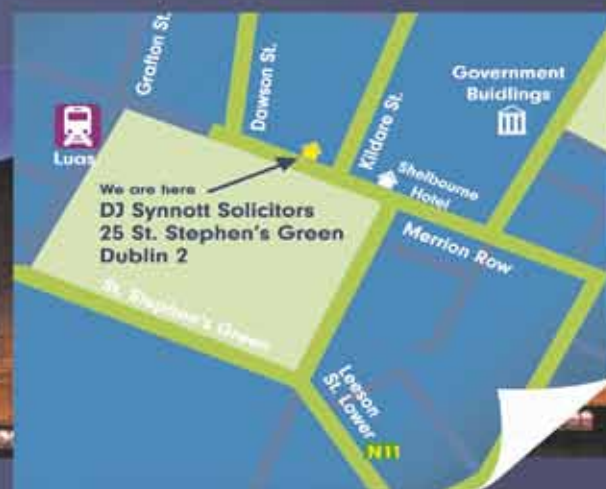 Grafton St.
Dawson St.
Kildare St.
Government
Buidlings
Luas
Shelbourne
Hotel
We are here
DJ Synnott Solicitors
25 St. Stephen's Green
Dublin 2
Merrion Row
St. Stephen's Green
Leeson
St. Lower
N11